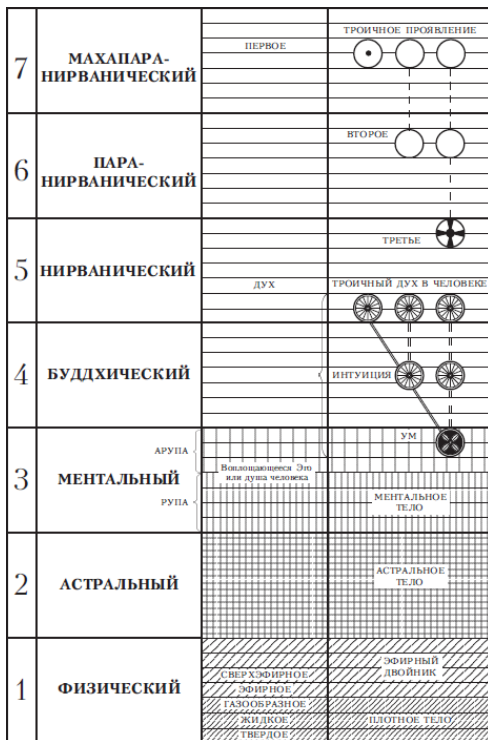 7
МАХАПАРА-
НИРВАНИЧЕСКИЙ
ПЕРВОЕ
ТРОИЧНОЕ ПРОЯВЛЕНИЕ
6
ПАРА-
НИРВАНИЧЕСКИЙ
ВТОРОЕ
5
НИРВАНИЧЕСКИЙ
ТРЕТЬЕ
ДУХ
ТРОИЧНЫЙ ДУХ В ЧЕЛОВЕКЕ
4
БУДДХИЧЕСКИЙ
ИНТУИЦИЯ
3
МЕНТАЛЬНЫЙ
АРУПА
РУПА
Воплощающееся Эго
или душа человека
УМ
МЕНТАЛЬНОЕ
ТЕЛО
2
АСТРАЛЬНЫЙ
АСТРАЛЬНОЕ
ТЕЛО
1
ФИЗИЧЕСКИЙ
СВЕРХЭФИРНОЕ
ЭФИРНОЕ
ГАЗООБРАЗНОЕ
ЖИДКОЕ
ТВЕРДОЕ
ЭФИРНЫЙ
ДВОЙНИК
ПЛОТНОЕ ТЕЛО